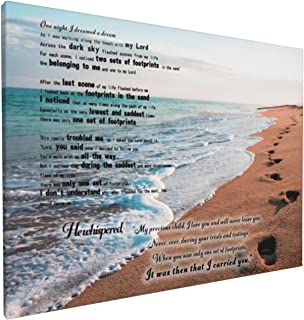 One night I dreamed a dream
As I was walking along the beach with my Lord
Across the dark sky flashed scenes from my life
For each scene, I noticed two sets of footprints in the sand
One belonging to me and one to my Lord
After the last scene of my life flashed before me
I looked back at the footprints in the sand
I noticed that at many times along the path of my life
Especially at the very lowest and saddest times
there was only one set of footprints
This really troubled me, so I asked the Lord about it
Lord, you said once I decided to follow you
You'd walk with me all the way
But I noticed that during the saddest and most troublesome
times of my life
there was only one set of footprints
I don't understand why, when I needed You the most, You
He whispered "My precious child, I love you and will never leave you
Never, ever, during your trials and testings.
When you saw only one set of footprints,
It was then that I carried you."